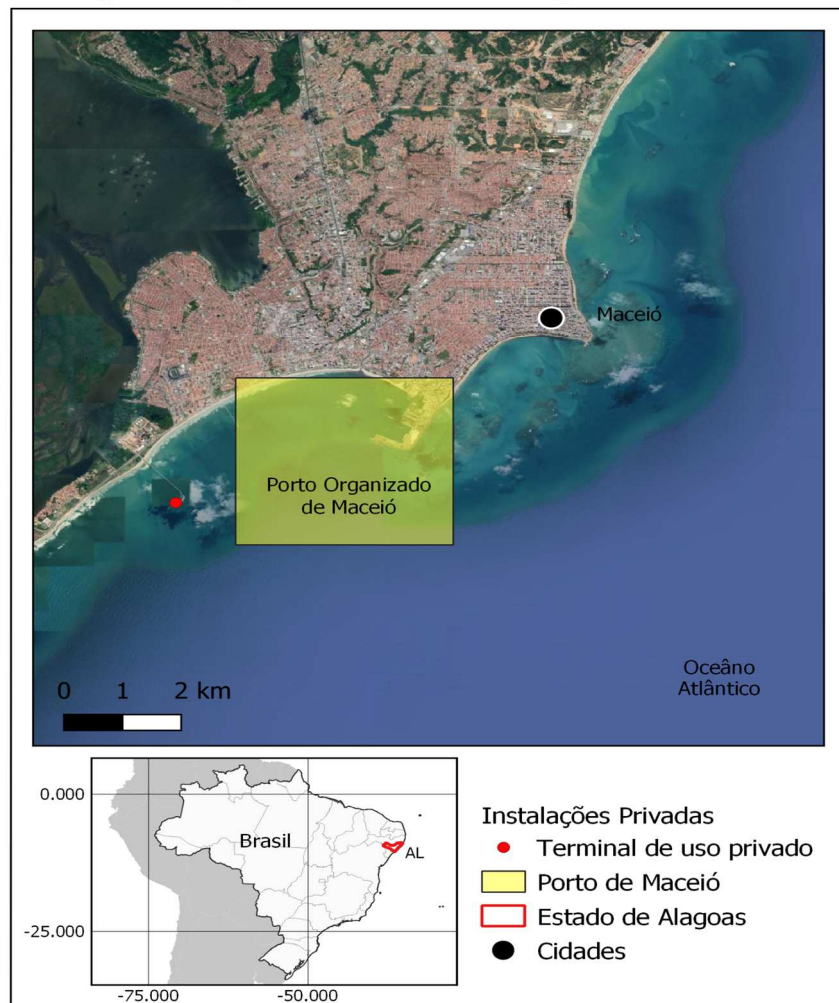 Maceió
Porto Organizado
de Maceió
Oceâno
Atlântico
0 1 2 km
0.000
-25.000
-75.000 -50.000
Brasil
AL
Instalações Privadas
Terminal de uso privado
Porto de Maceió
Estado de Alagoas
Cidades